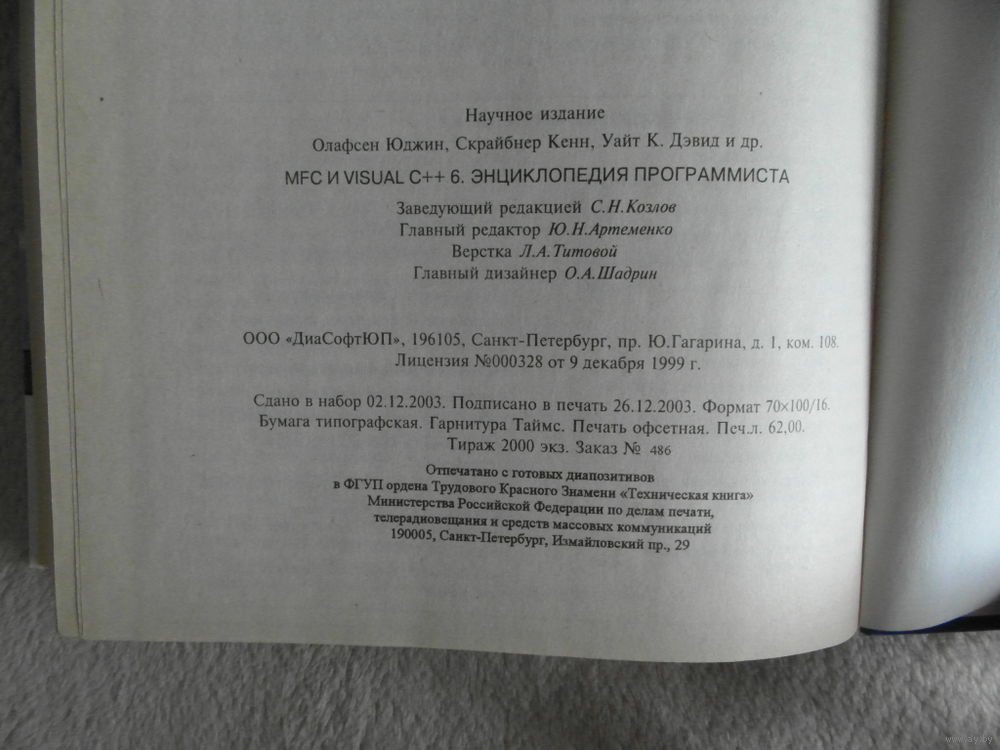 Научное издание
Олафсен Юджин, Скрайбнер Кенн, Уайт К. Дэвид и др.
MFC И VISUAL C++ 6. ЭНЦИКЛОПЕДИЯ ПРОГРАММИСТА
Заведующий редакцией С.Н.Козлов
Главный редактор Ю.Н.Артеменко
Верстка Л.А.Титовой
Главный дизайнер О.А.Шадрин
ООО «ДиаСофтЮП», 196105, Санкт-Петербург, пр. Ю.Гагарина, д. 1, ком. 108.
Лицензия №000328 от 9 декабря 1999 г.
Сдано в набор 02.12.2003. Подписано в печать 26.12.2003. Формат 70×100/16.
Бумага типографская. Гарнитура Таймс. Печать офсетная. Печ.л. 62,00.
Тираж 2000 экз. Заказ № 486
Отпечатано с готовых диапозитивов
в ФГУП ордена Трудового Красного Знамени «Техническая книга»
Министерства Российской Федерации по делам печати,
телерадиовещания и средств массовых коммуникаций
190005, Санкт-Петербург, Измайловский пр., 29
www.ay.by